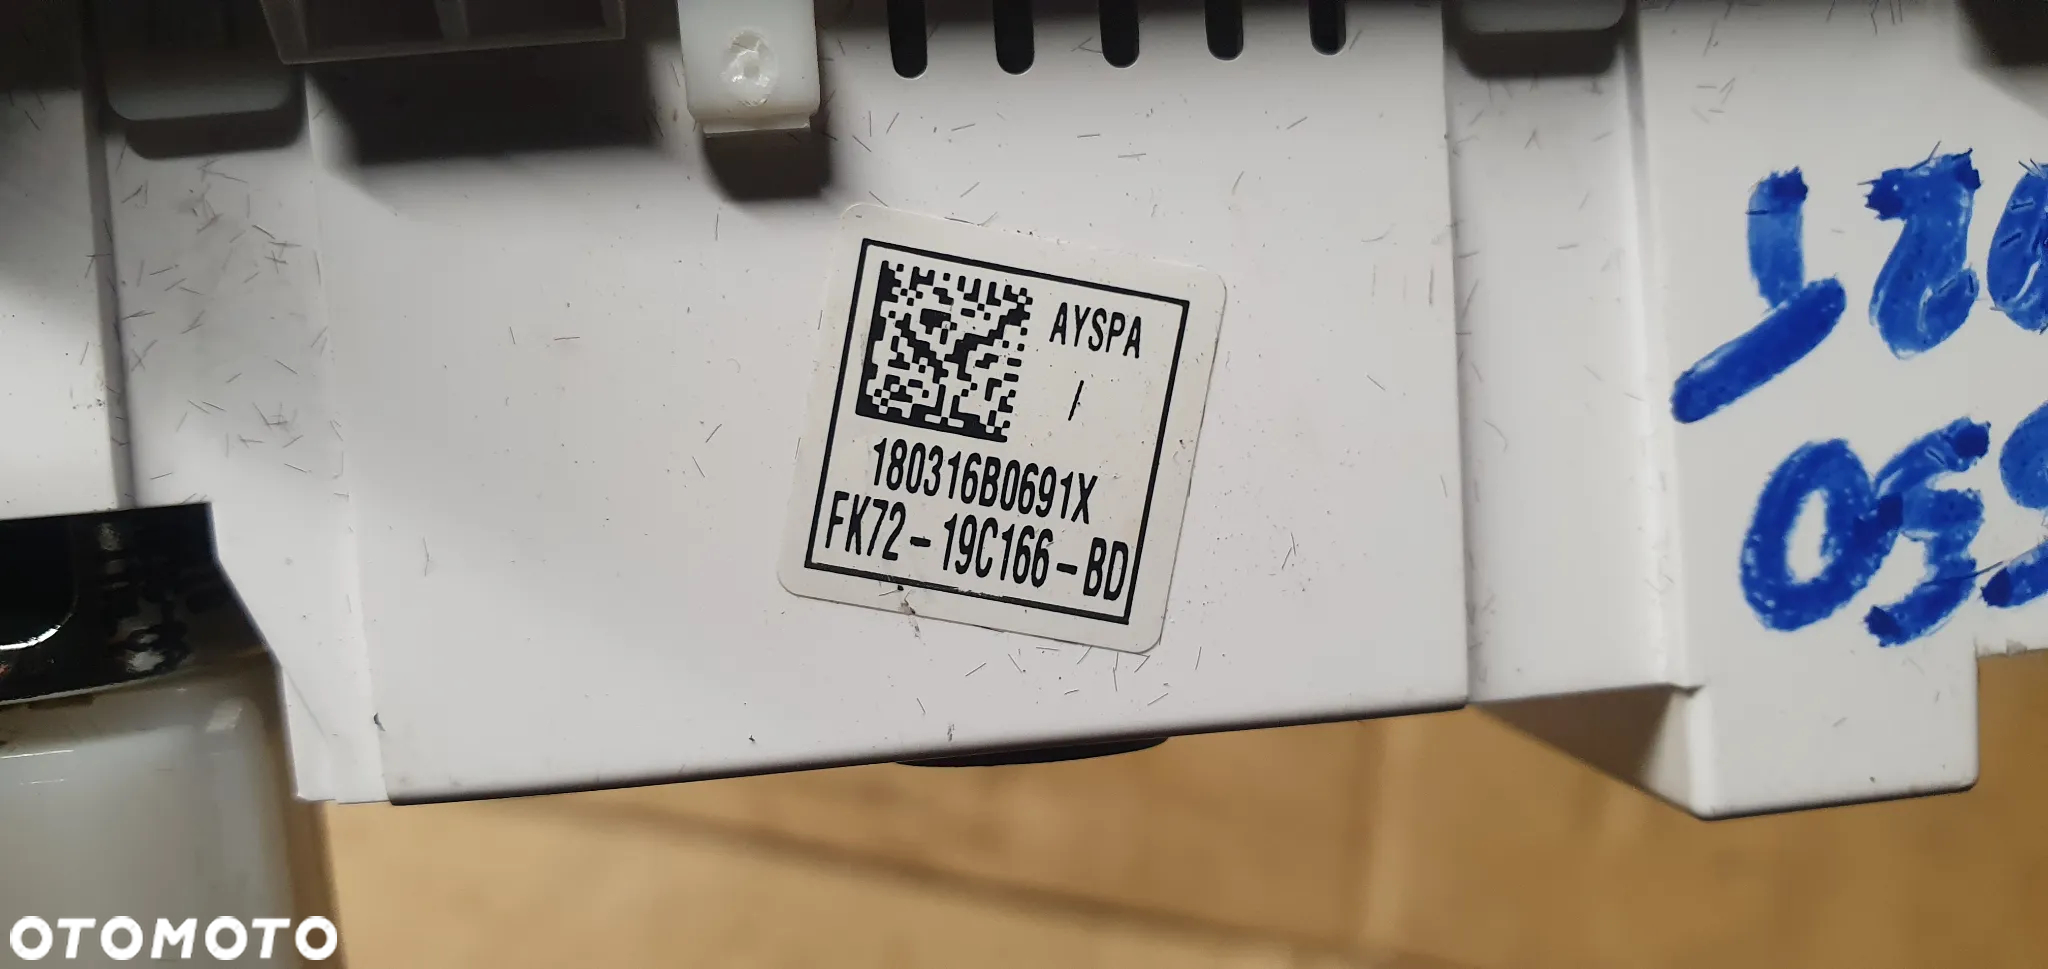 AYSPA
/
180316B0691X
FK72-19C166-BD
OTOMOTO